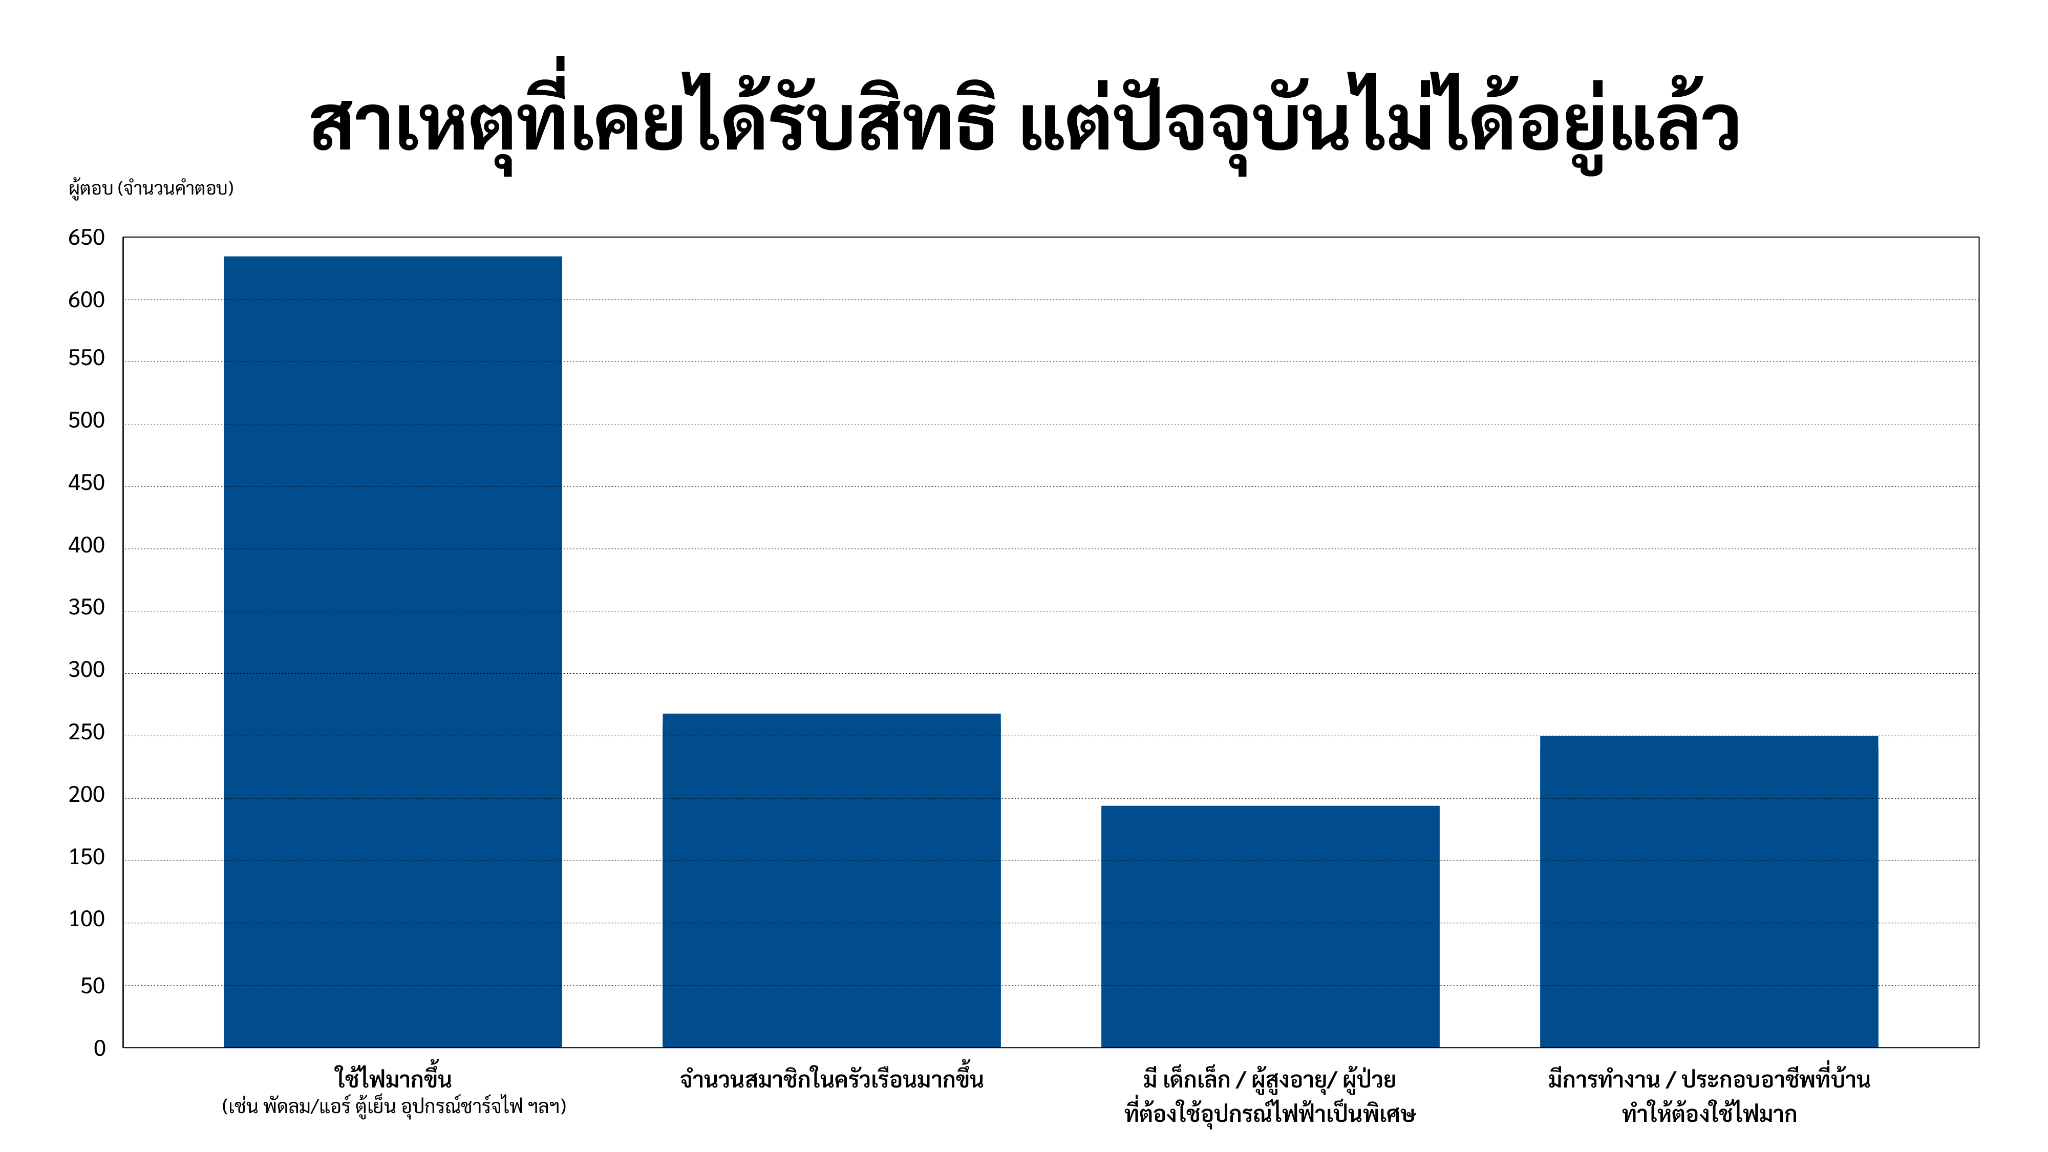 สาเหตุที่เคยได้รับสิทธิ แต่ปัจจุบันไม่ได้อยู่แล้ว
ผู้ตอบ (จำนวนคำตอบ)
650
600
550
500
450
400
350
300
250
200
150
100
50
0
ใช้ไฟมากขึ้น
(เช่น พัดลม/แอร์ ตู้เย็น อุปกรณ์ชาร์จไฟ ฯลฯ)
จำนวนสมาชิกในครัวเรือนมากขึ้น
มี เด็กเล็ก / ผู้สูงอายุ/ ผู้ป่วย
ที่ต้องใช้อุปกรณ์ไฟฟ้าเป็นพิเศษ
มีการทำงาน / ประกอบอาชีพที่บ้าน
ทำให้ต้องใช้ไฟมาก